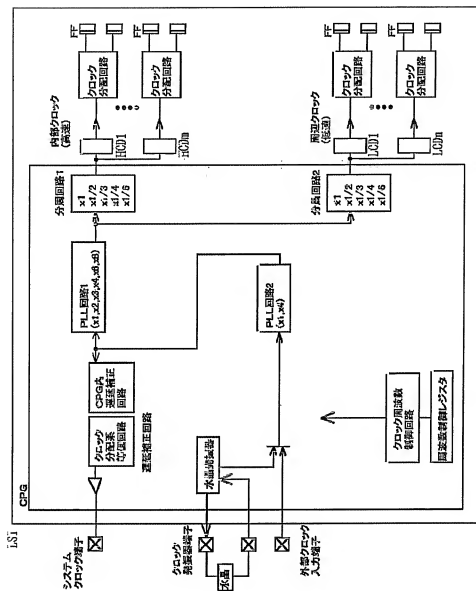 LSi
CPG
システム
クロック端子
クロック
分配系
等価回路
CPG内
遅延補正
回路
遅延補正回路
PLL回路1
(x1,x2,x3,x4,x6,x8)
分周回路1
x1
x1/2
x1/3
x1/4
x1/6
内部クロック
(高速)
HCD1
HCDm
クロック
分配回路
FF
クロック
分配回路
FF
クロック
発振器端子
水晶
水晶発振器
外部クロック
入力端子
PLL回路2
(x1,x4)
分周回路2
x1
x1/2
x1/3
x1/4
x1/6
周辺クロック
(低速)
LCD1
LCDn
クロック
分配回路
FF
クロック
分配回路
FF
クロック周波数
制御回路
周波数制御レジスタ